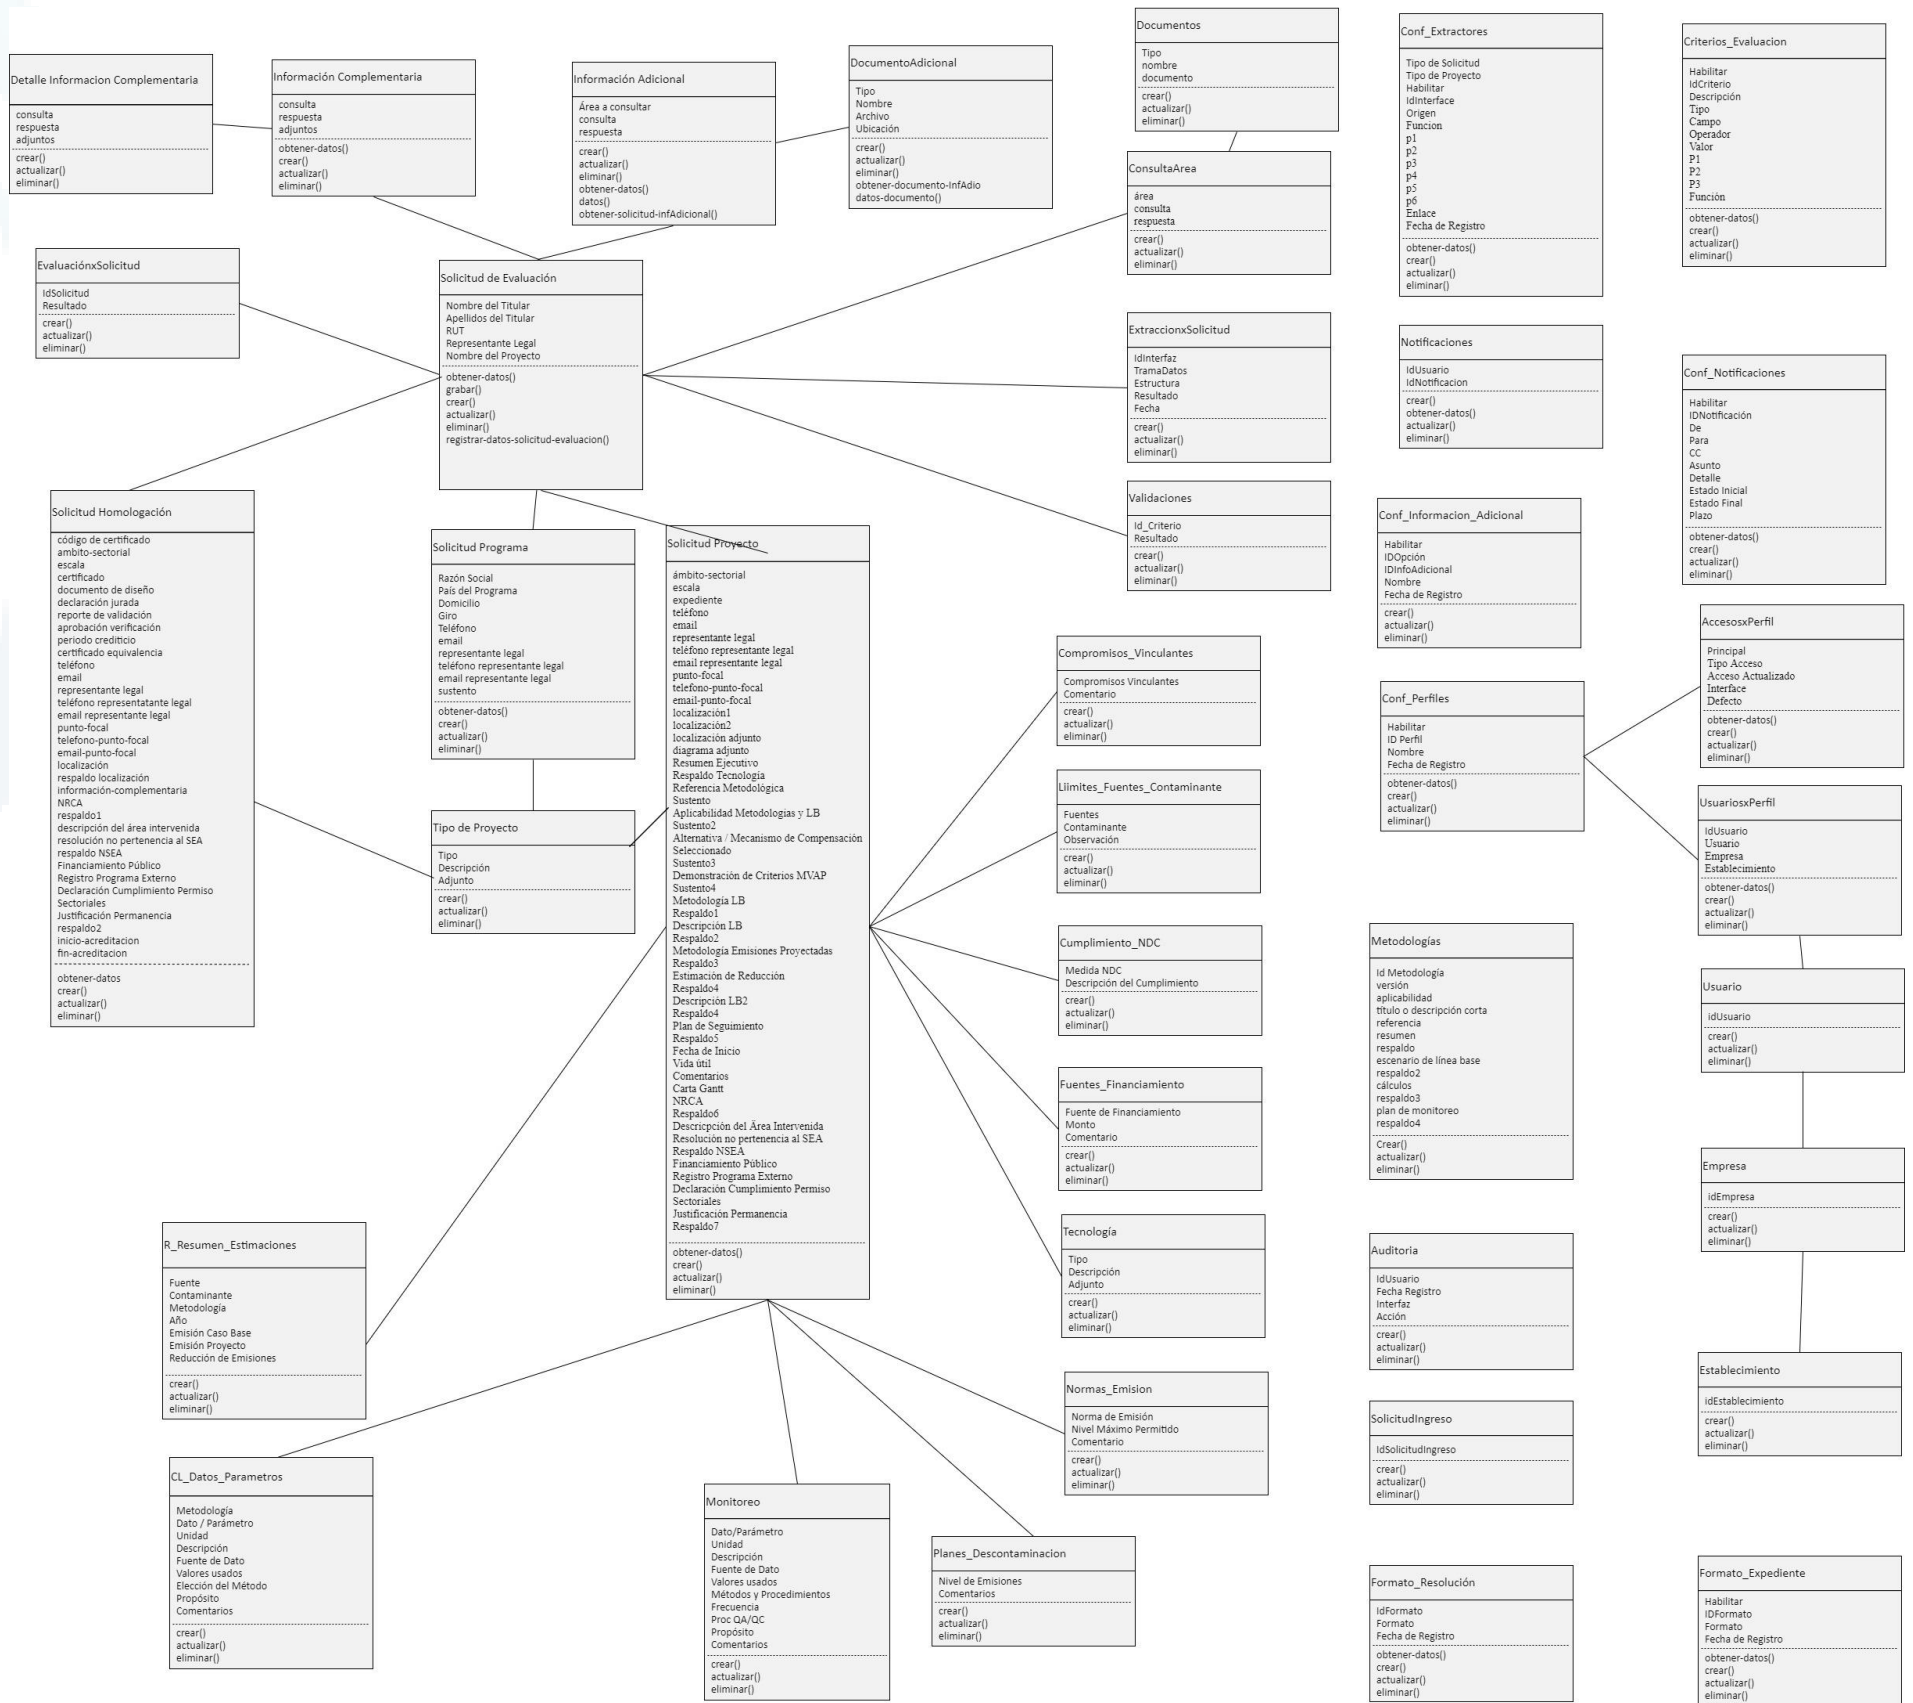 Detalle Informacion Complementaria
consulta
respuesta
adjuntos
crear()
actualizar()
eliminar()
Información Complementaria
consulta
respuesta
adjuntos
obtener-datos()
crear()
actualizar()
eliminar()
Información Adicional
Área a consultar
consulta
respuesta
crear()
actualizar()
eliminar()
obtener-datos()
datos()
obtener-solicitud-infAdicional()
DocumentoAdicional
Tipo
Nombre
Archivo
Ubicación
crear()
actualizar()
eliminar()
obtener-documento-InfAdio
datos-documento()
Documentos
Tipo
nombre
documento
crear()
actualizar()
eliminar()
ConsultaArea
área
consulta
respuesta
crear()
actualizar()
eliminar()
Conf_Extractores
Tipo de Solicitud
Tipo de Proyecto
Habilitar
IdInterface
Origen
Funcion
p1
p2
p3
p4
p5
p6
Enlace
Fecha de Registro
obtener-datos()
crear()
actualizar()
eliminar()
Criterios_Evaluacion
Habilitar
IdCriterio
Descripción
Tipo
Campo
Operador
Valor
P1
P2
P3
Función
obtener-datos()
crear()
actualizar()
eliminar()
EvaluaciónxSolicitud
IdSolicitud
Resultado
crear()
actualizar()
eliminar()
Solicitud de Evaluación
Nombre del Titular
Apellidos del Titular
RUT
Representante Legal
Nombre del Proyecto
obtener-datos()
grabar()
crear()
actualizar()
eliminar()
registrar-datos-solicitud-evaluacion()
ExtraccionxSolicitud
IdInterfaz
TramaDatos
Estructura
Resultado
Fecha
crear()
actualizar()
eliminar()
Notificaciones
IdUsuario
IdNotificacion
crear()
obtener-datos()
actualizar()
eliminar()
Conf_Notificaciones
Habilitar
IDNotificación
De
Para
CC
Asunto
Detalle
Estado Inicial
Estado Final
Plazo
obtener-datos()
crear()
actualizar()
eliminar()
Validaciones
Id_Criterio
Resultado
crear()
actualizar()
eliminar()
Conf_Informacion_Adicional
Habilitar
IDOpción
IDInfoAdicional
Nombre
Fecha de Registro
crear()
actualizar()
eliminar()
Solicitud Homologación
código de certificado
ambito-sectorial
escala
certificado
documento de diseño
declaración jurada
reporte de validación
aprobación verificación
periodo crediticio
certificado equivalencia
teléfono
email
representante legal
teléfono representatante legal
email representante legal
punto-focal
telefono-punto-focal
email-punto-focal
localización
respaldo localización
información-complementaria
NRCA
respaldo1
descripción del área intervenida
resolución no pertenencia al SEA
respaldo NSEA
Financiamiento Público
Registro Programa Externo
Declaración Cumplimiento Permiso
Sectoriales
Justificación Permanencia
respaldo2
inicio-acreditacion
fin-acreditacion
obtener-datos
crear()
actualizar()
eliminar()
Solicitud Programa
Razón Social
País del Programa
Domicilio
Giro
Teléfono
email
representante legal
teléfono representante legal
email representante legal
sustento
obtener-datos()
crear()
actualizar()
eliminar()
Solicitud Proyecto
ámbito-sectorial
escala
expediente
teléfono
email
representante legal
teléfono representante legal
email representante legal
punto-focal
telefono-punto-focal
email-punto-focal
localización1
localización2
localización adjunto
diagrama adjunto
Resumen Ejecutivo
Respaldo Tecnología
Referencia Metodológica
Sustento
Aplicabilidad Metodologias y LB
Sustento2
Alternativa / Mecanismo de Compensación
Seleccionado
Sustento3
Demonstración de Criterios MVAP
Sustento4
Metodología LB
Respaldo1
Descripción LB
Respaldo2
Metodología Emisiones Proyectadas
Respaldo3
Estimación de Reducción
Respaldo4
Descripción LB2
Respaldo4
Plan de Seguimiento
Respaldo5
Fecha de Inicio
Vida útil
Comentarios
Carta Gantt
NRCA
Respaldo6
Descricpción del Área Intervenida
Resolución no pertenencia al SEA
Respaldo NSEA
Financiamiento Público
Registro Programa Externo
Declaración Cumplimiento Permiso
Sectoriales
Justificación Permanencia
Respaldo7
obtener-datos()
crear()
actualizar()
eliminar()
Tipo de Proyecto
Tipo
Descripción
Adjunto
crear()
actualizar()
eliminar()
Compromisos_Vinculantes
Compromisos Vinculantes
Comentario
crear()
actualizar()
eliminar()
Liimites_Fuentes_Contaminante
Fuentes
Contaminante
Observación
crear()
actualizar()
eliminar()
Cumplimiento_NDC
Medida NDC
Descripción del Cumplimiento
crear()
actualizar()
eliminar()
Fuentes_Financiamiento
Fuente de Financiamiento
Monto
Comentario
crear()
actualizar()
eliminar()
Tecnología
Tipo
Descripción
Adjunto
crear()
actualizar()
eliminar()
Normas_Emision
Norma de Emisión
Nivel Máximo Permitido
Comentario
crear()
actualizar()
eliminar()
Conf_Perfiles
Habilitar
ID Perfil
Nombre
Fecha de Registro
obtener-datos()
crear()
actualizar()
eliminar()
AccesosxPerfil
Principal
Tipo Acceso
Acceso Actualizado
Interface
Defecto
obtener-datos()
crear()
actualizar()
eliminar()
UsuariosxPerfil
IdUsuario
Usuario
Empresa
Establecimiento
obtener-datos()
crear()
actualizar()
eliminar()
Metodologías
Id Metodología
versión
aplicabilidad
título o descripción corta
referencia
resumen
respaldo
escenario de línea base
respaldo2
cálculos
respaldo3
plan de monitoreo
respaldo4
Crear()
actualizar()
eliminar()
Usuario
idUsuario
crear()
actualizar()
eliminar()
Empresa
idEmpresa
crear()
actualizar()
eliminar()
R_Resumen_Estimaciones
Fuente
Contaminante
Metodología
Año
Emisión Caso Base
Emisión Proyecto
Reducción de Emisiones
crear()
actualizar()
eliminar()
Auditoria
IdUsuario
Fecha Registro
Interfaz
Acción
crear()
actualizar()
eliminar()
Establecimiento
idEstablecimiento
crear()
actualizar()
eliminar()
SolicitudIngreso
IdSolicitudIngreso
crear()
actualizar()
eliminar()
CL_Datos_Parametros
Metodología
Dato / Parámetro
Unidad
Descripción
Fuente de Dato
Valores usados
Elección del Método
Propósito
Comentarios
crear()
actualizar()
eliminar()
Monitoreo
Dato/Parámetro
Unidad
Descripción
Fuente de Dato
Valores usados
Métodos y Procedimientos
Frecuencia
Proc QA/QC
Propósito
Comentarios
crear()
actualizar()
eliminar()
Planes_Descontaminacion
Nivel de Emisiones
Comentarios
crear()
actualizar()
eliminar()
Formato_Resolución
IdFormato
Formato
Fecha de Registro
obtener-datos()
crear()
actualizar()
eliminar()
Formato_Expediente
Habilitar
IDFormato
Formato
Fecha de Registro
obtener-datos()
crear()
actualizar()
eliminar()